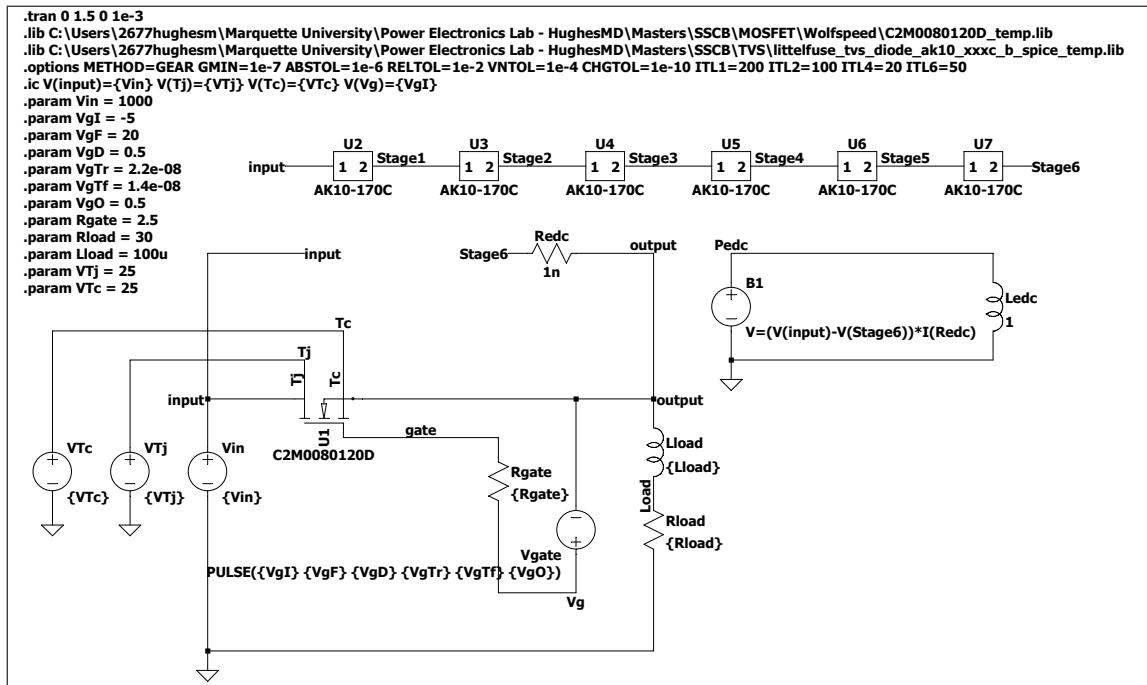 .tran 0 1.5 0 1e-3
.lib C:\Users\2677hughesm\Marquette University\Power Electronics Lab - HughesMD\Masters\SSCB\MOSFET\Wolfspeed\C2M0080120D_temp.lib
.lib C:\Users\2677hughesm\Marquette University\Power Electronics Lab - HughesMD\Masters\SSCB\TVS\littelfuse_tvs_diode_ak10_xxxc_b_spice_temp.lib
.options METHOD=GEAR GMIN=1e-7 ABSTOL=1e-6 RELTOL=1e-2 VNTOL=1e-4 CHGTOL=1e-10 ITL1=200 ITL2=100 ITL4=20 ITL6=50
.ic V(input)={Vin} V(Tj)={VTj} V(Tc)={VTc} V(Vg)={VgI}
.param Vin = 1000
.param VgI = -5
.param VgF = 20
.param VgD = 0.5
.param VgTr = 2.2e-08
.param VgTf = 1.4e-08
.param VgO = 0.5
.param Rgate = 2.5
.param Rload = 30
.param Lload = 100u
.param VTj = 25
.param VTc = 25
U2 U3 U4 U5 U6 U7
input 1 2 Stage1 1 2 Stage2 1 2 Stage3 1 2 Stage4 1 2 Stage5 1 2 Stage6
AK10-170C AK10-170C AK10-170C AK10-170C AK10-170C AK10-170C
input
Stage6
Redc
1n
output
Pedc
B1
V=(V(input)-V(Stage6))*I(Redc)
Ledc
1
Tc
Tj
Tj
Tc
input
U1
C2M0080120D
gate
output
VTc
{VTc}
VTj
{VTj}
Vin
{Vin}
Rgate
{Rgate}
Lload
{Lload}
Load
Rload
{Rload}
Vgate
PULSE({VgI} {VgF} {VgD} {VgTr} {VgTf} {VgO})
Vg